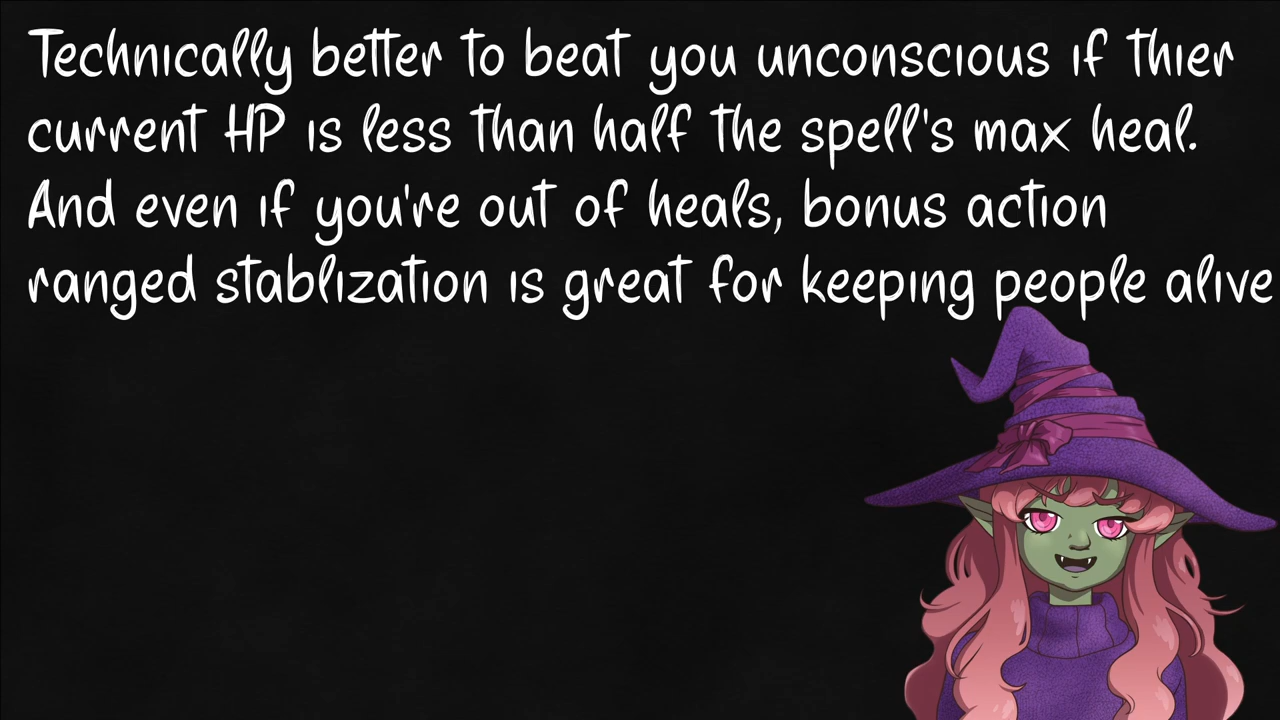 Technically better to beat you unconscious if thier
current HP is less than half the spell's max heal.
And even if you're out of heals, bonus action
ranged stablization is great for keeping people alive